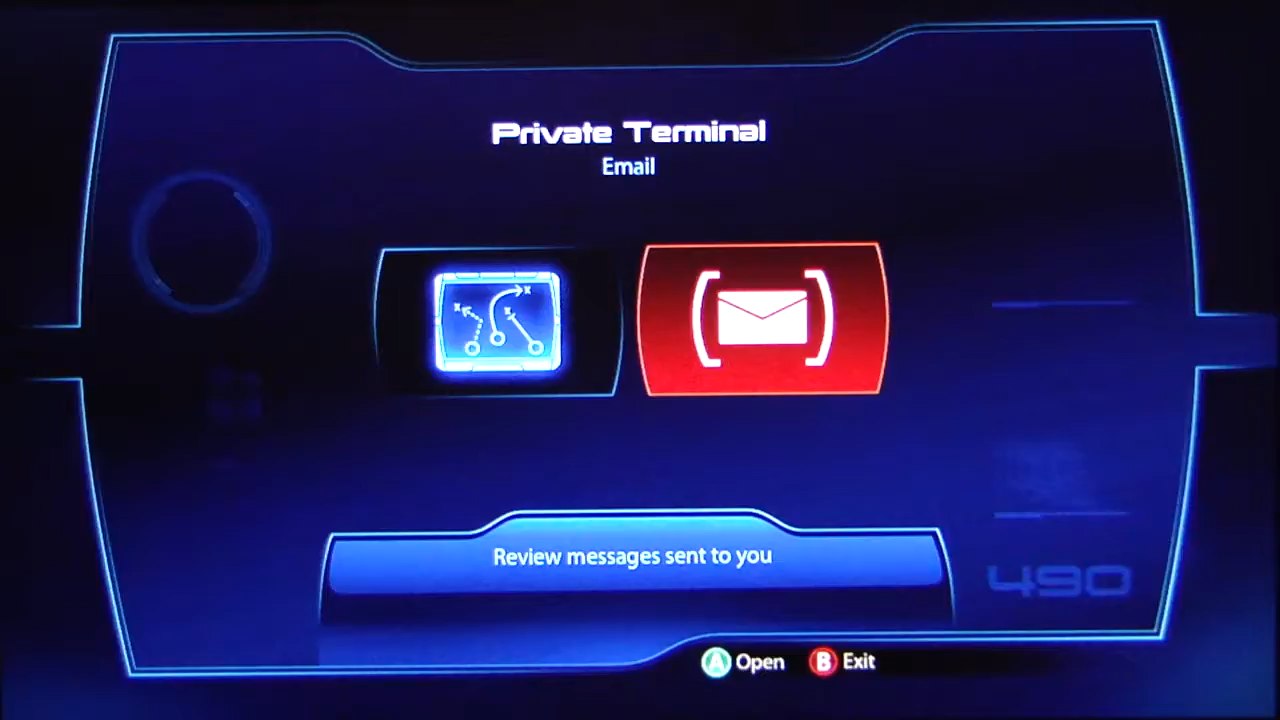 Private Terminal
Email
x x x
Review messages sent to you
490
A Open B Exit